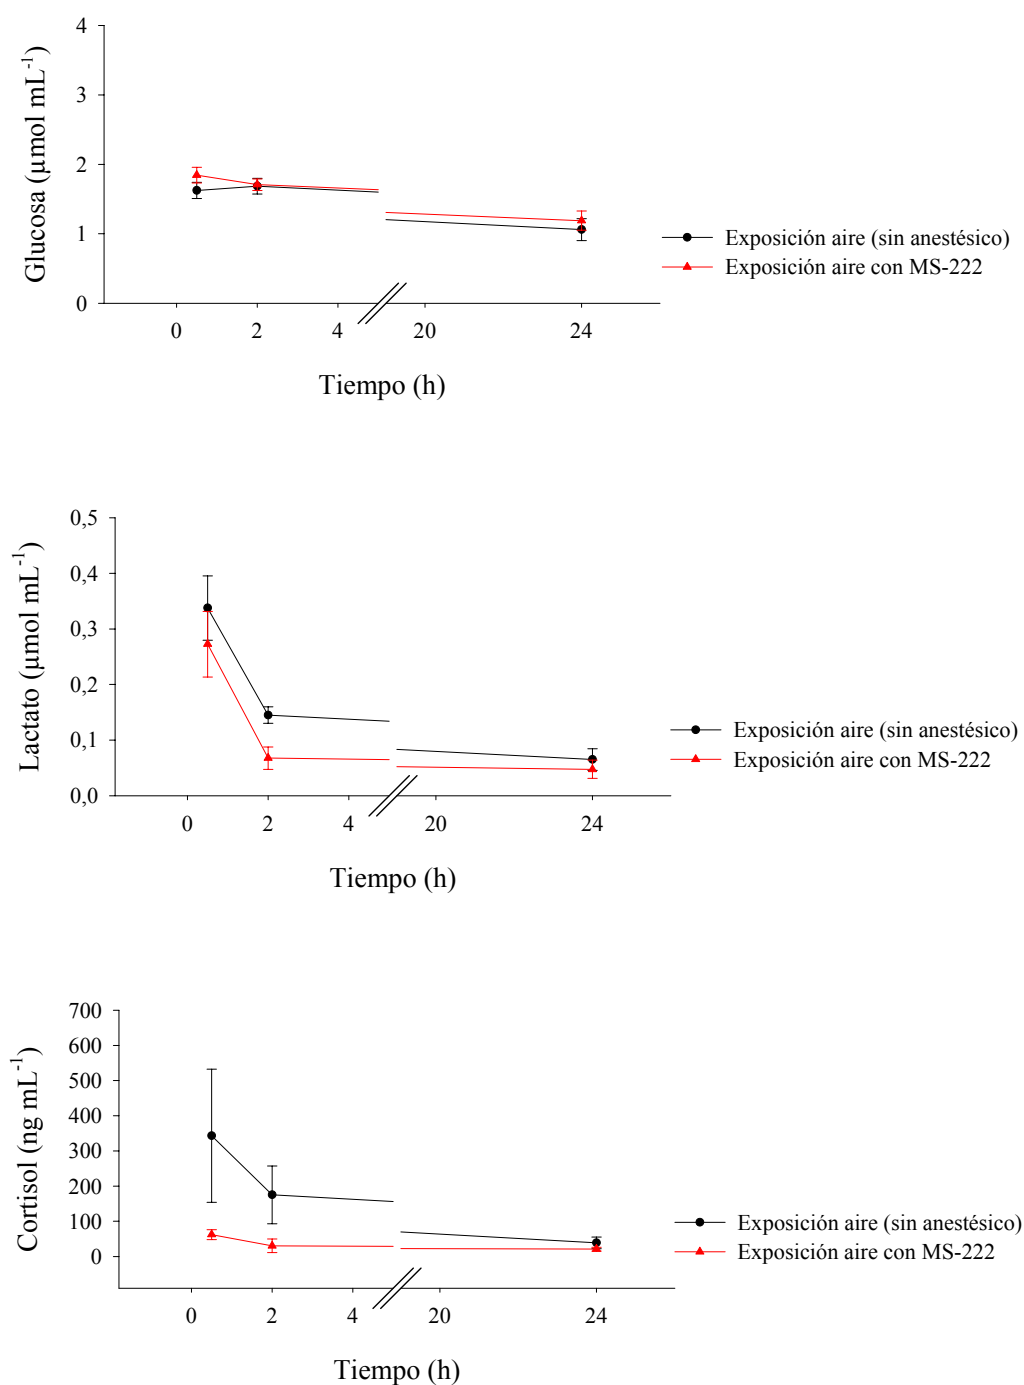 Glucosa (µmol mL⁻¹)
4
3
2
1
0
0 2 4 20 24
Tiempo (h)
Exposición aire (sin anestésico)
Exposición aire con MS-222
Lactato (µmol mL⁻¹)
0,5
0,4
0,3
0,2
0,1
0,0
0 2 4 20 24
Tiempo (h)
Exposición aire (sin anestésico)
Exposición aire con MS-222
Cortisol (ng mL⁻¹)
700
600
500
400
300
200
100
0
0 2 4 20 24
Tiempo (h)
Exposición aire (sin anestésico)
Exposición aire con MS-222